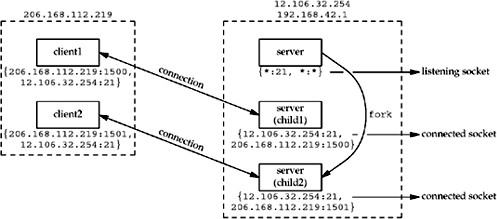 206.168.112.219
12.106.32.254
192.168.42.1
client1
{206.168.112.219:1500,
12.106.32.254:21}
connection
server
{*:21, *:*}
listening socket
client2
{206.168.112.219:1501,
12.106.32.254:21}
connection
server
(child1)
{12.106.32.254:21,
206.168.112.219:1500}
fork
connected socket
server
(child2)
{12.106.32.254:21,
206.168.112.219:1501}
connected socket